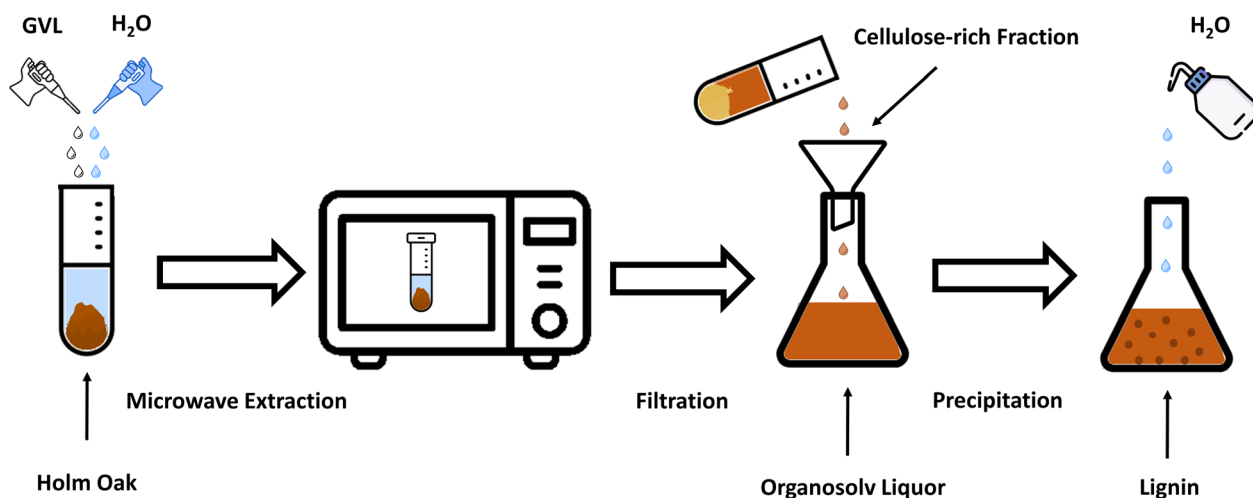 GVL
H₂O
Cellulose-rich Fraction
H₂O
Microwave Extraction
Filtration
Precipitation
Holm Oak
Organosolv Liquor
Lignin